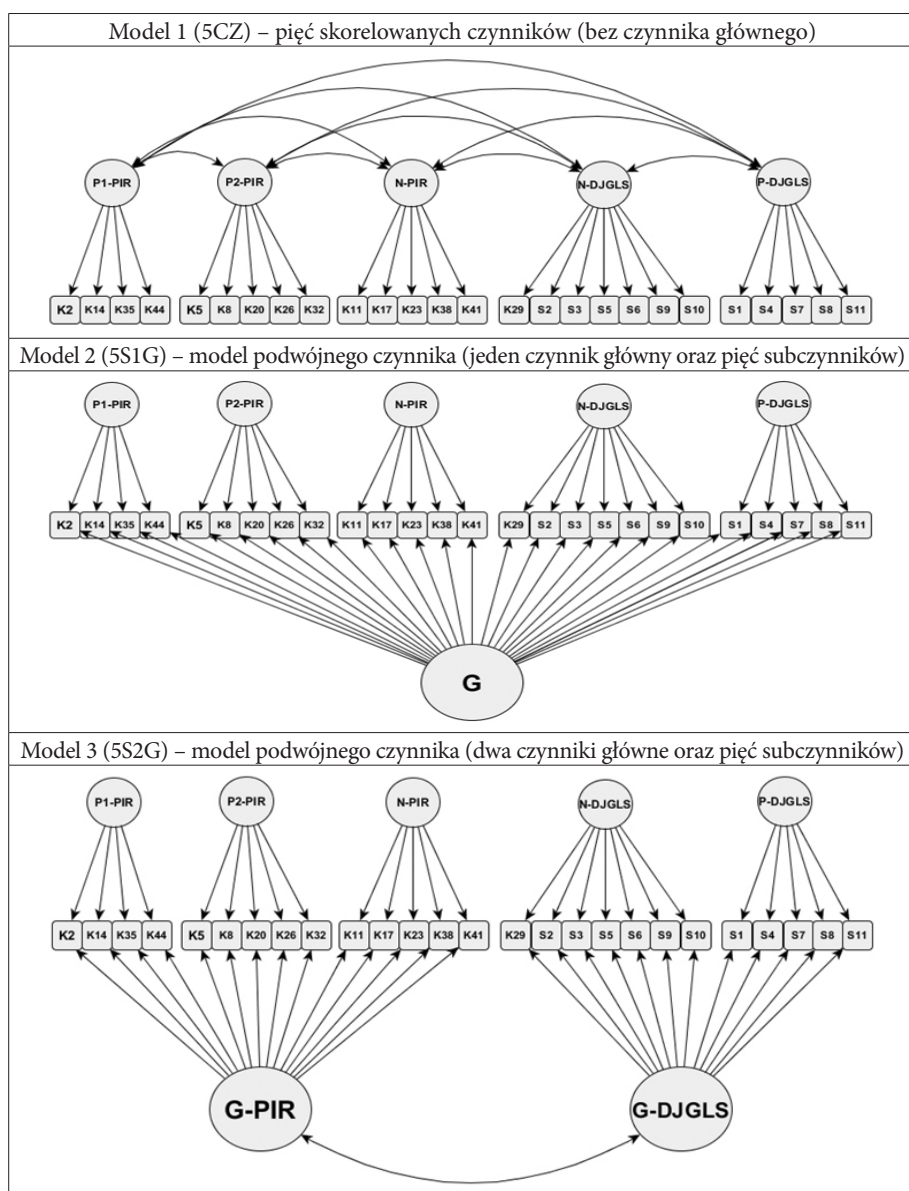 Model 1 (5CZ) – pięć skorelowanych czynników (bez czynnika głównego)
P1-PIR P2-PIR N-PIR N-DJGLS P-DJGLS
K2 K14 K35 K44 K5 K8 K20 K26 K32 K11 K17 K23 K38 K41 K29 S2 S3 S5 S6 S9 S10 S1 S4 S7 S8 S11
Model 2 (5S1G) – model podwójnego czynnika (jeden czynnik główny oraz pięć subczynników)
P1-PIR P2-PIR N-PIR N-DJGLS P-DJGLS
K2 K14 K35 K44 K5 K8 K20 K26 K32 K11 K17 K23 K38 K41 K29 S2 S3 S5 S6 S9 S10 S1 S4 S7 S8 S11
G
Model 3 (5S2G) – model podwójnego czynnika (dwa czynniki główne oraz pięć subczynników)
P1-PIR P2-PIR N-PIR N-DJGLS P-DJGLS
K2 K14 K35 K44 K5 K8 K20 K26 K32 K11 K17 K23 K38 K41 K29 S2 S3 S5 S6 S9 S10 S1 S4 S7 S8 S11
G-PIR G-DJGLS